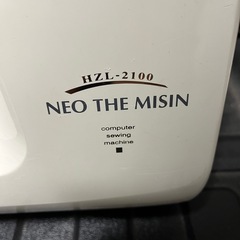 HZL-2100
NEO THE MISIN
computer
sewing
machine